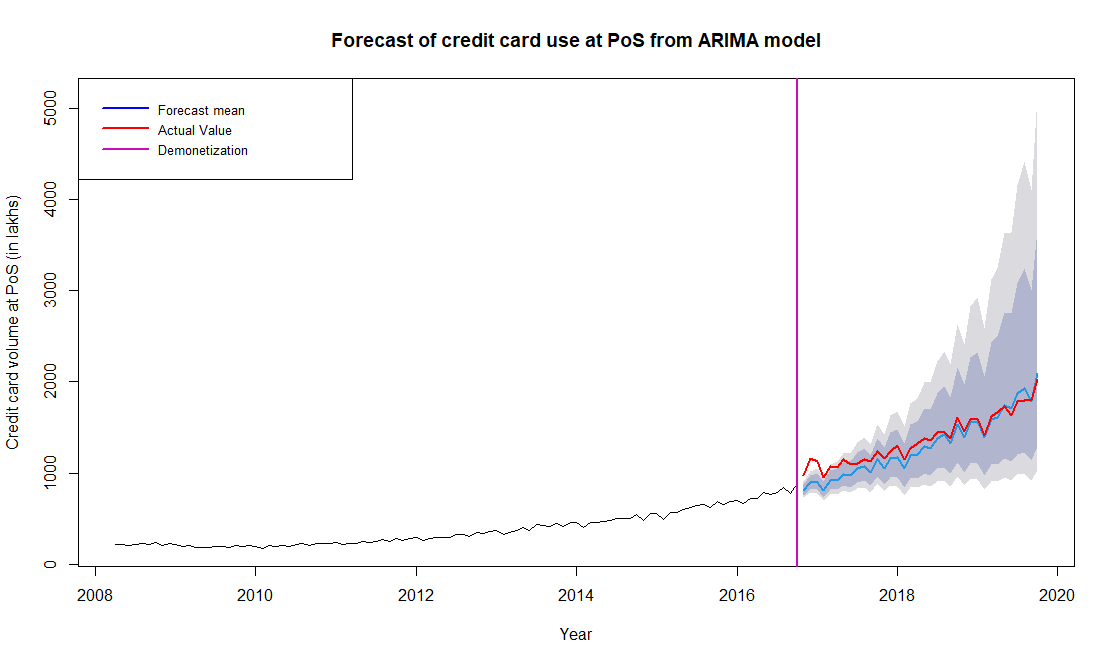 Forecast of credit card use at PoS from ARIMA model
Forecast mean
Actual Value
Demonetization
Credit card volume at PoS (in lakhs)
5000
4000
3000
2000
1000
0
2008 2010 2012 2014 2016 2018 2020
Year